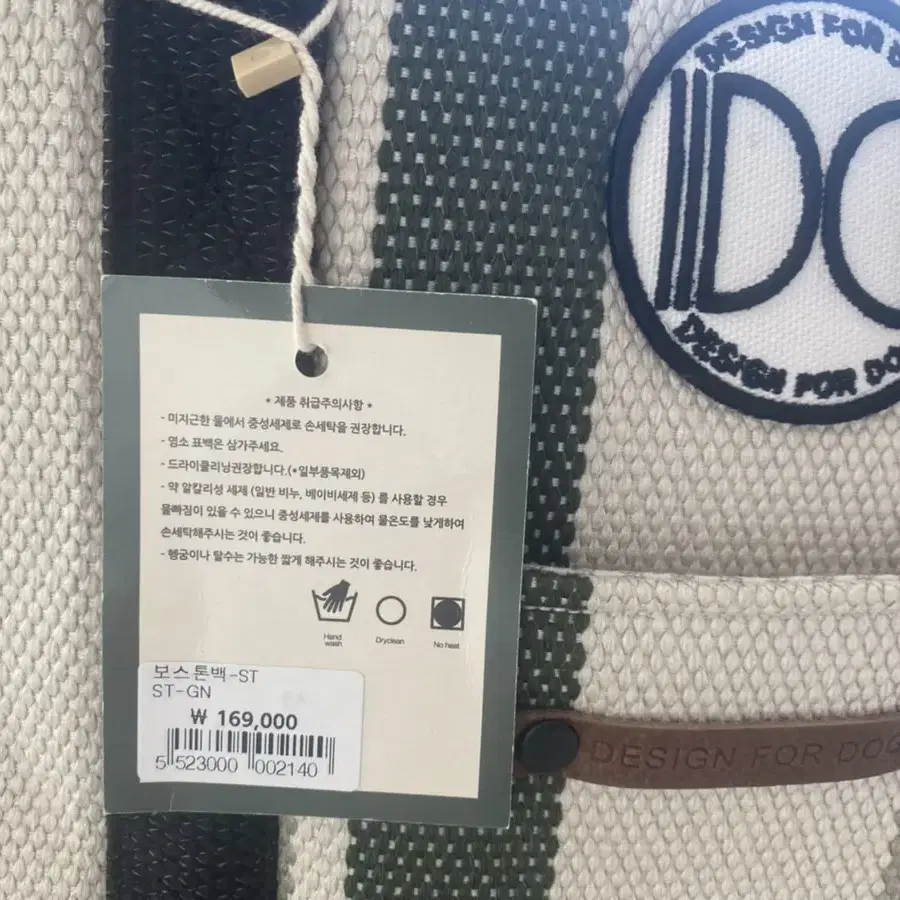 DESIGN FOR
DESIGN FOR DOG
* 제품 취급주의사항 *
- 미지근한 물에서 중성세제로 손세탁을 권장합니다.
- 염소 표백은 삼가주세요.
- 드라이클리닝권장합니다.(*일부품목제외)
- 약 알칼리성 세제 (일반 비누, 베이비세제 등) 를 사용할 경우
물빠짐이 있을 수 있으니 중성세제를 사용하여 물온도를 낮게하여
손세탁해주시는 것이 좋습니다.
- 헹굼이나 탈수는 가능한 짧게 해주시는 것이 좋습니다.
Hand wash
Dryclean
No heat
보스톤백-ST
ST-GN
₩ 169,000
5 523000 002140
DESIGN FOR DOG